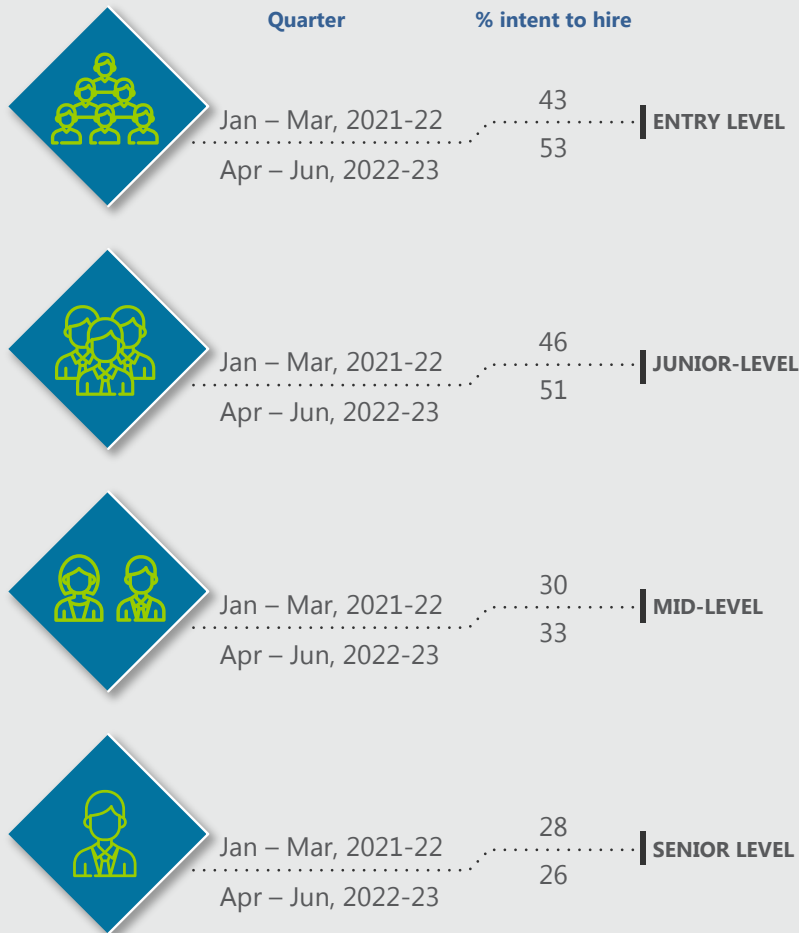 Quarter % intent to hire
43
Jan – Mar, 2021-22
ENTRY LEVEL
53
Apr – Jun, 2022-23
46
Jan – Mar, 2021-22
JUNIOR-LEVEL
51
Apr – Jun, 2022-23
30
Jan – Mar, 2021-22
MID-LEVEL
33
Apr – Jun, 2022-23
28
Jan – Mar, 2021-22
SENIOR LEVEL
26
Apr – Jun, 2022-23